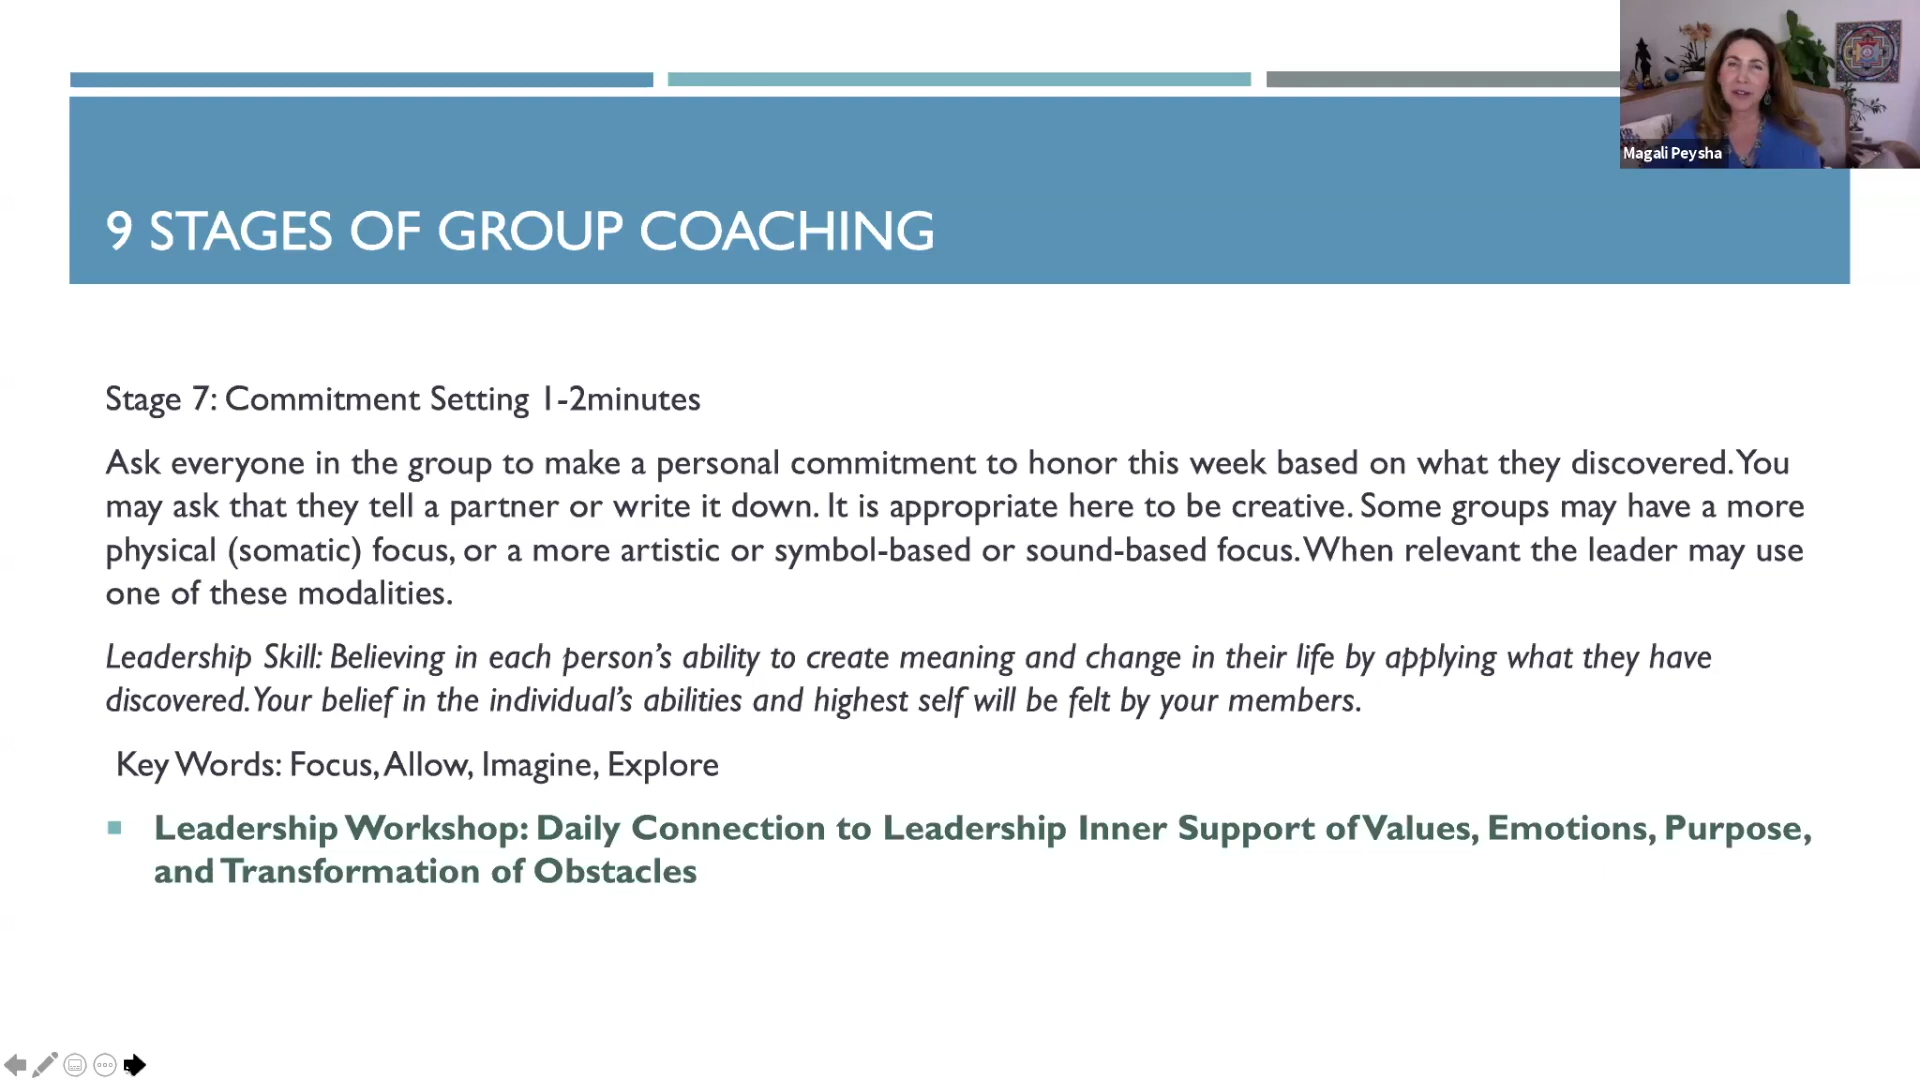 Magali Peysha
9 STAGES OF GROUP COACHING
Stage 7: Commitment Setting 1-2minutes
Ask everyone in the group to make a personal commitment to honor this week based on what they discovered. You
may ask that they tell a partner or write it down. It is appropriate here to be creative. Some groups may have a more
physical (somatic) focus, or a more artistic or symbol-based or sound-based focus. When relevant the leader may use
one of these modalities.
Leadership Skill: Believing in each person’s ability to create meaning and change in their life by applying what they have
discovered. Your belief in the individual’s abilities and highest self will be felt by your members.
Key Words: Focus, Allow, Imagine, Explore
Leadership Workshop: Daily Connection to Leadership Inner Support of Values, Emotions, Purpose,
and Transformation of Obstacles